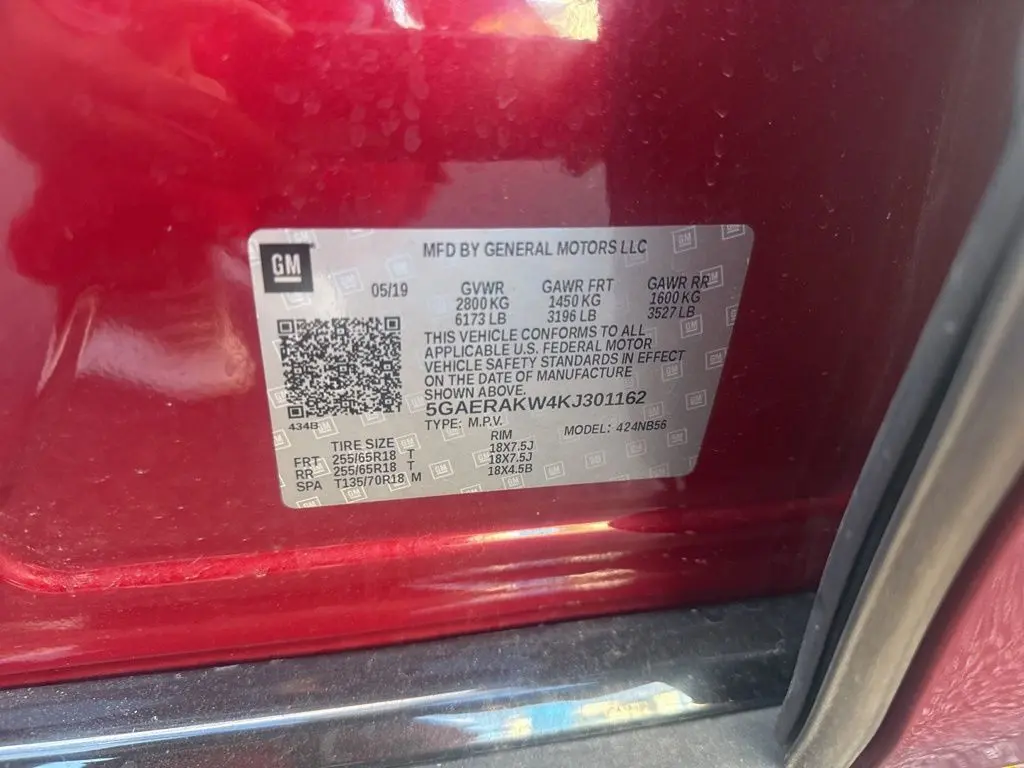 GM
MFD BY GENERAL MOTORS LLC
05/19
GVWR GAWR FRT GAWR RR
2800 KG 1450 KG 1600 KG
6173 LB 3196 LB 3527 LB
THIS VEHICLE CONFORMS TO ALL
APPLICABLE U.S. FEDERAL MOTOR
VEHICLE SAFETY STANDARDS IN EFFECT
ON THE DATE OF MANUFACTURE
SHOWN ABOVE.
5GAERAKW4KJ301162
434B
TYPE: M.P.V. MODEL: 424NB56
TIRE SIZE RIM
FRT 255/65R18 T 18X7.5J
RR 255/65R18 T 18X7.5J
SPA T135/70R18 M 18X4.5B